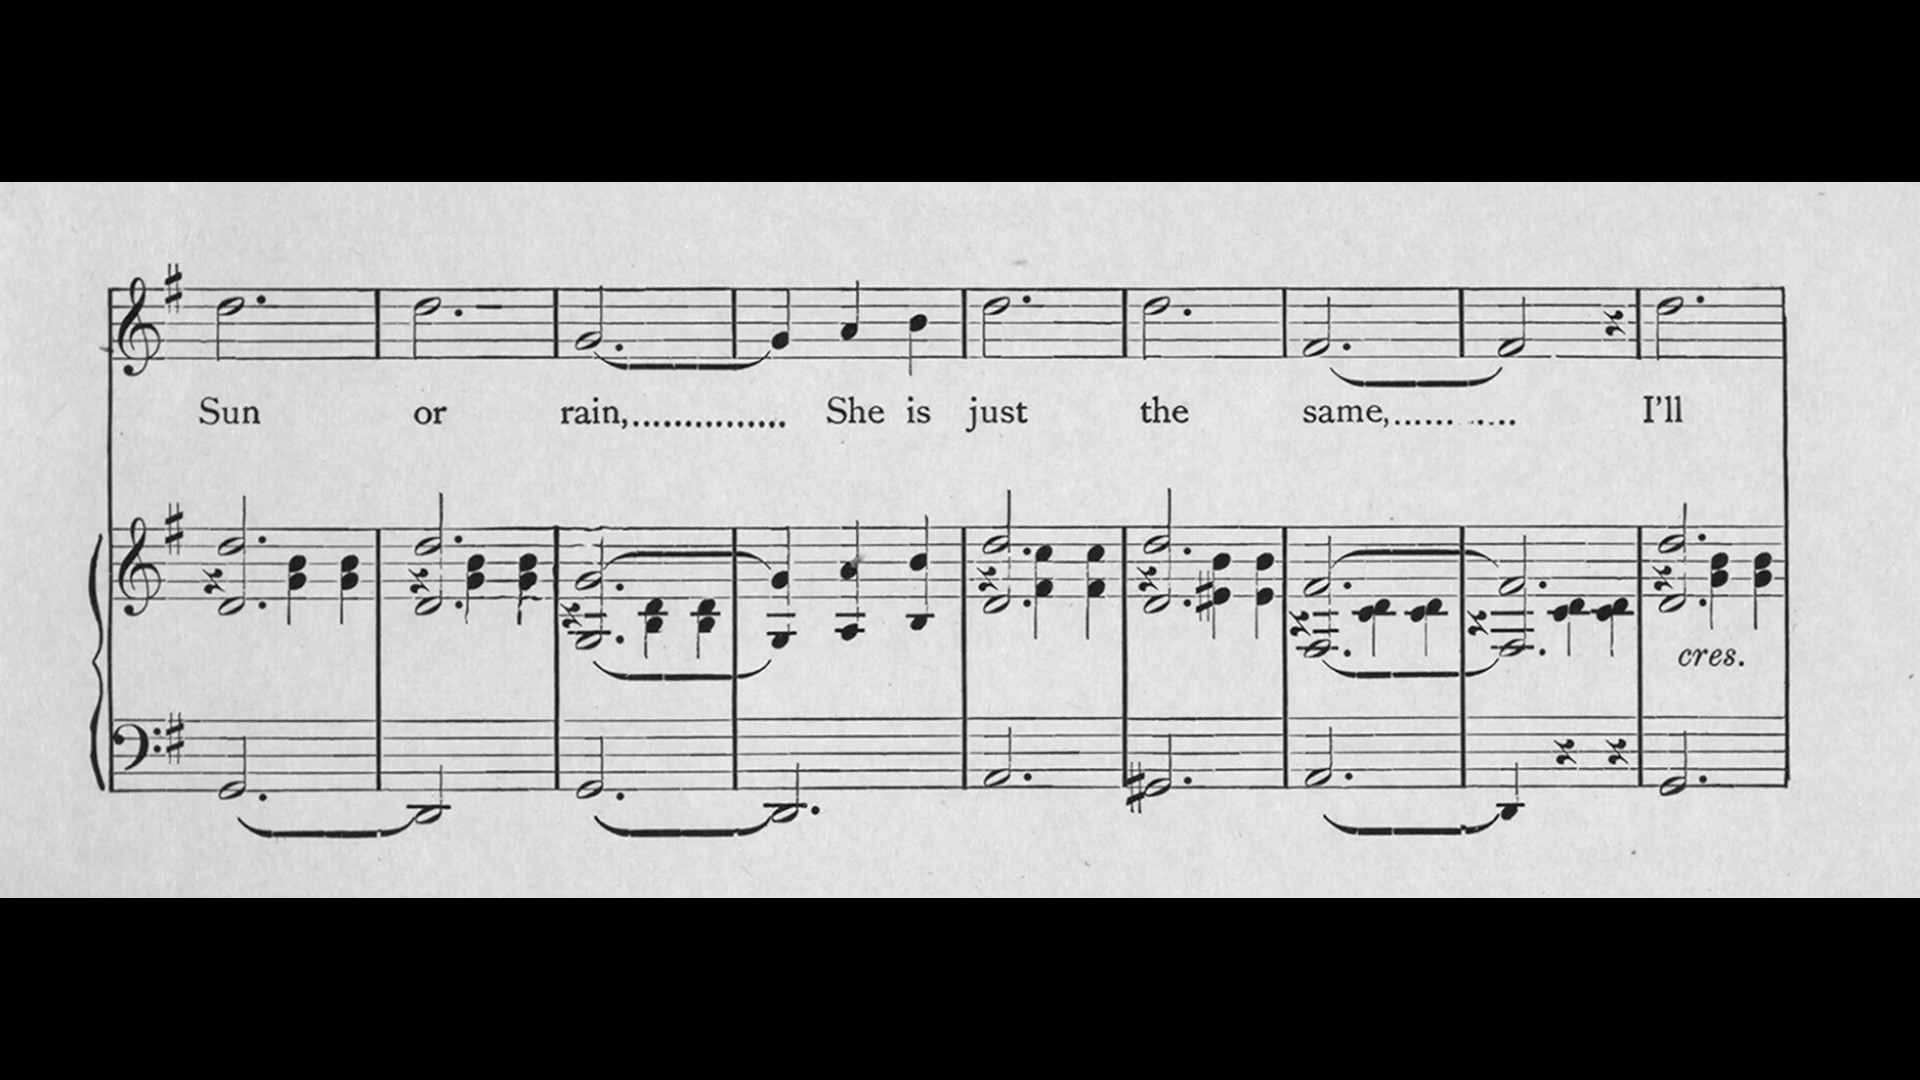 Sun or rain,............... She is just the same,............ I'll
cres.